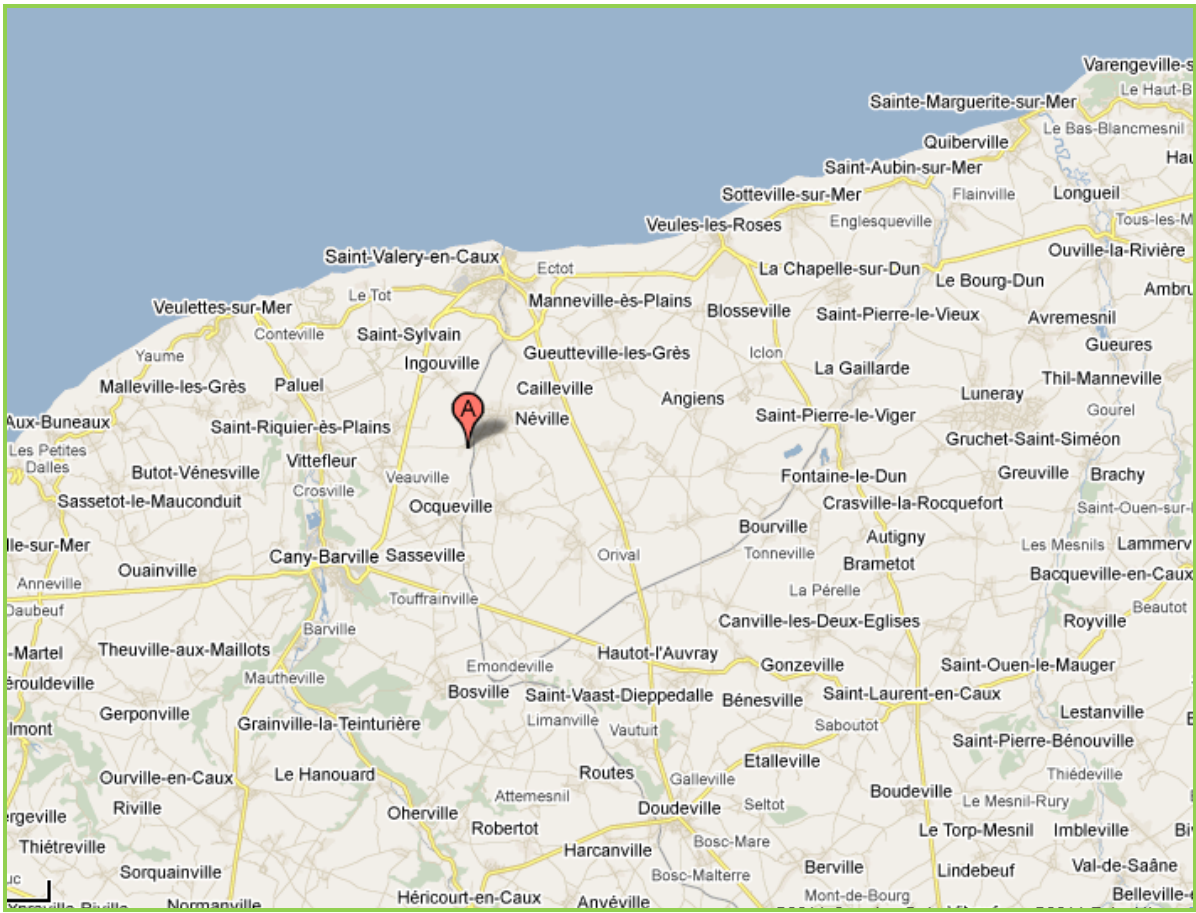 Varengeville-s
Le Haut-B
Sainte-Marguerite-sur-Mer
Le Bas-Blancmesnil
Quiberville
Hau
Saint-Aubin-sur-Mer
Sotteville-sur-Mer
Flainville
Longueil
Veules-les-Roses
Englesqueville
Tous-les-M
Saint-Valery-en-Caux
Ectot
La Chapelle-sur-Dun
Ouville-la-Rivière
Le Bourg-Dun
Le Tot
Manneville-ès-Plains
Ambru
Veulettes-sur-Mer
Blosseville
Saint-Pierre-le-Vieux
Avremesnil
Conteville
Saint-Sylvain
Gueures
Yaume
Ingouville
Gueutteville-les-Grès
Iclon
La Gaillarde
Malleville-les-Grès
Paluel
Cailleville
Thil-Manneville
Angiens
Luneray
A
Gourel
Aux-Buneaux
Saint-Riquier-ès-Plains
Néville
Saint-Pierre-le-Viger
Les Petites
Dalles
Gruchet-Saint-Siméon
Vittefleur
Butot-Vénesville
Veauville
Fontaine-le-Dun
Greuville
Brachy
Crosville
Sassetot-le-Mauconduit
Ocqueville
Crasville-la-Rocquefort
Saint-Ouen-sur-
Bourville
Autigny
lle-sur-Mer
Cany-Barville
Sasseville
Orival
Tonneville
Les Mesnils
Lammerv
Ouainville
Brametot
Bacqueville-en-Caux
Anneville
Touffrainville
La Pérelle
Daubeuf
Beautot
Barville
Canville-les-Deux-Eglises
Royville
-Martel
Theuville-aux-Maillots
Hautot-l'Auvray
Emondeville
Gonzeville
Saint-Ouen-le-Mauger
érouldeville
Mautheville
Bosville
Saint-Vaast-Dieppedalle
Bénesville
Saint-Laurent-en-Caux
Gerponville
Grainville-la-Teinturière
Limanville
Vautuit
Saboutot
Lestanville
E
lmont
Saint-Pierre-Bénouville
Etalleville
Ourville-en-Caux
Le Hanouard
Routes
Galleville
Thiédeville
Attemesnil
Boudeville
Riville
Oherville
Doudeville
Seltot
Le Mesnil-Rury
ergeville
Robertot
Le Torp-Mesnil
Imbleville
Bi
Thiétreville
Harcanville
Bosc-Mare
Sorquainville
Berville
Lindebeuf
Val-de-Saâne
uc
Bosc-Malterre
Héricourt-en-Caux
Anvéville
Mont-de-Bourg
Belleville-e
Normanville